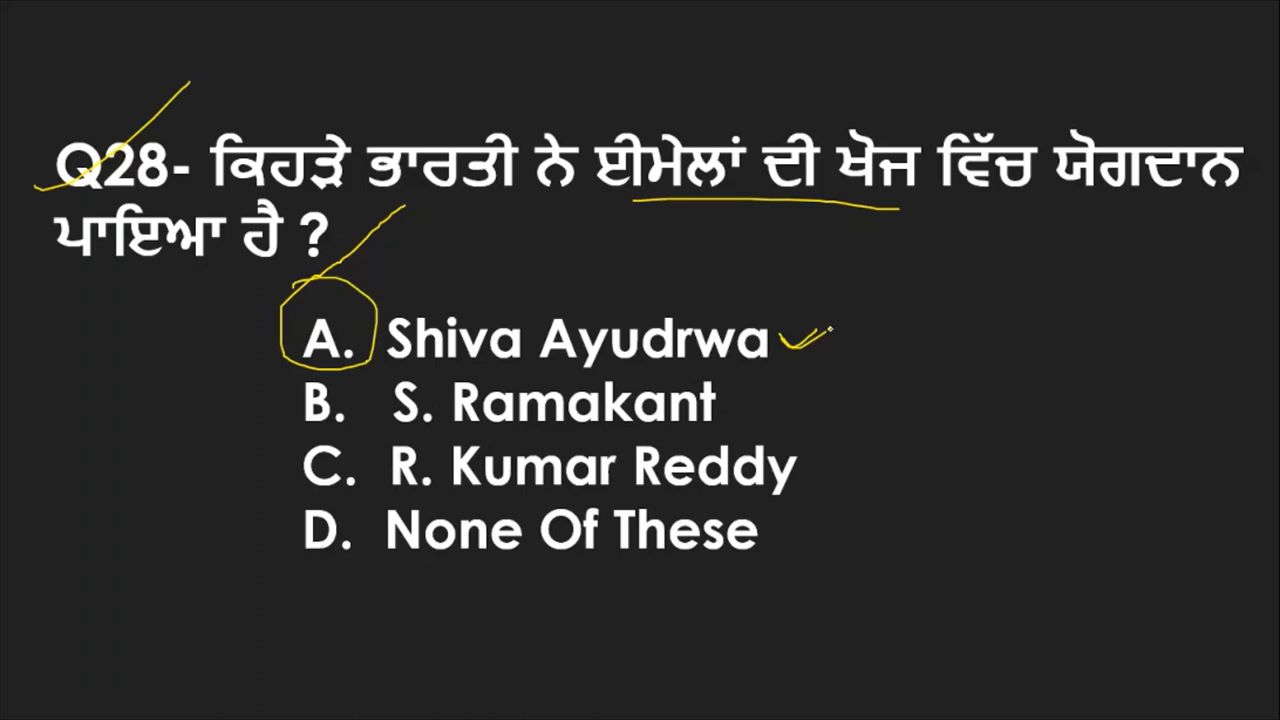 Q28- ਕਿਹੜੇ ਭਾਰਤੀ ਨੇ ਈਮੇਲਾਂ ਦੀ ਖੋਜ ਵਿੱਚ ਯੋਗਦਾਨ
ਪਾਇਆ ਹੈ ?
A. Shiva Ayudrwa
B. S. Ramakant
C. R. Kumar Reddy
D. None Of These